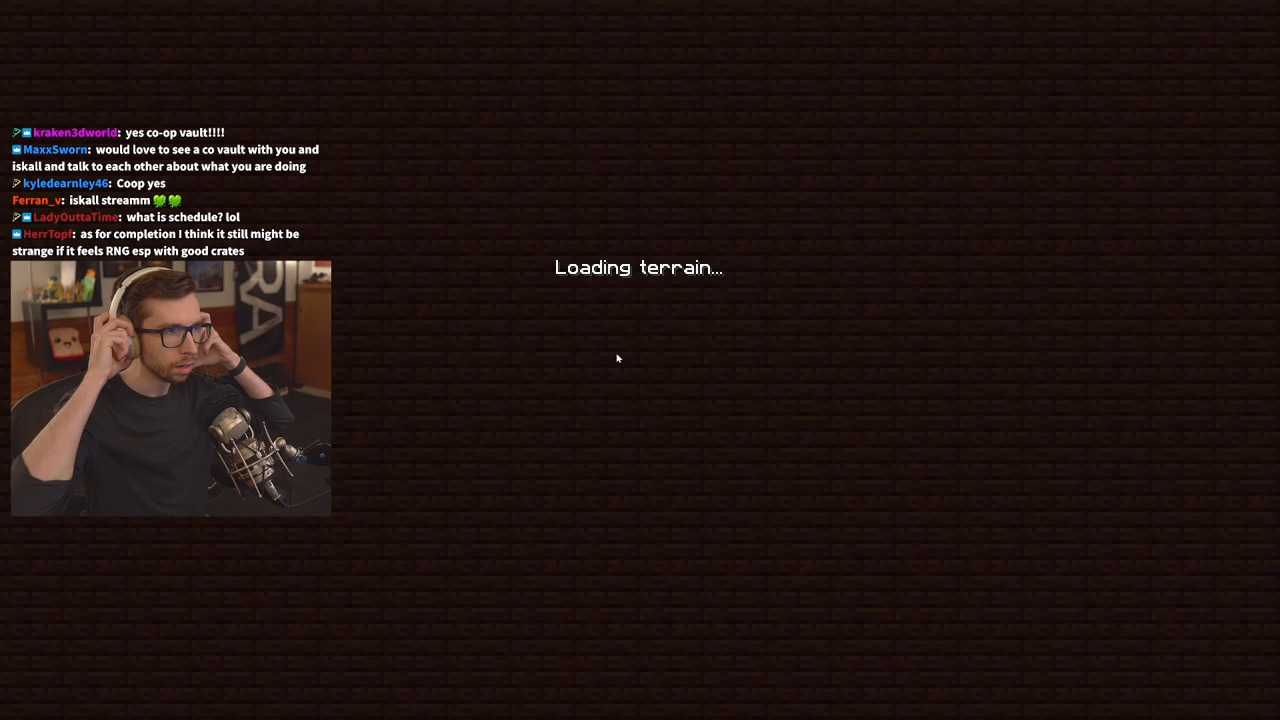 kraken3dworld: yes co-op vault!!!!
MaxxSworn: would love to see a co vault with you and
iskall and talk to each other about what you are doing
kyledearnley46: Coop yes
Ferran_v: iskall streamm
LadyOuttaTime: what is schedule? lol
HerrTopf: as for completion I think it still might be
strange if it feels RNG esp with good crates
Loading terrain...
RA